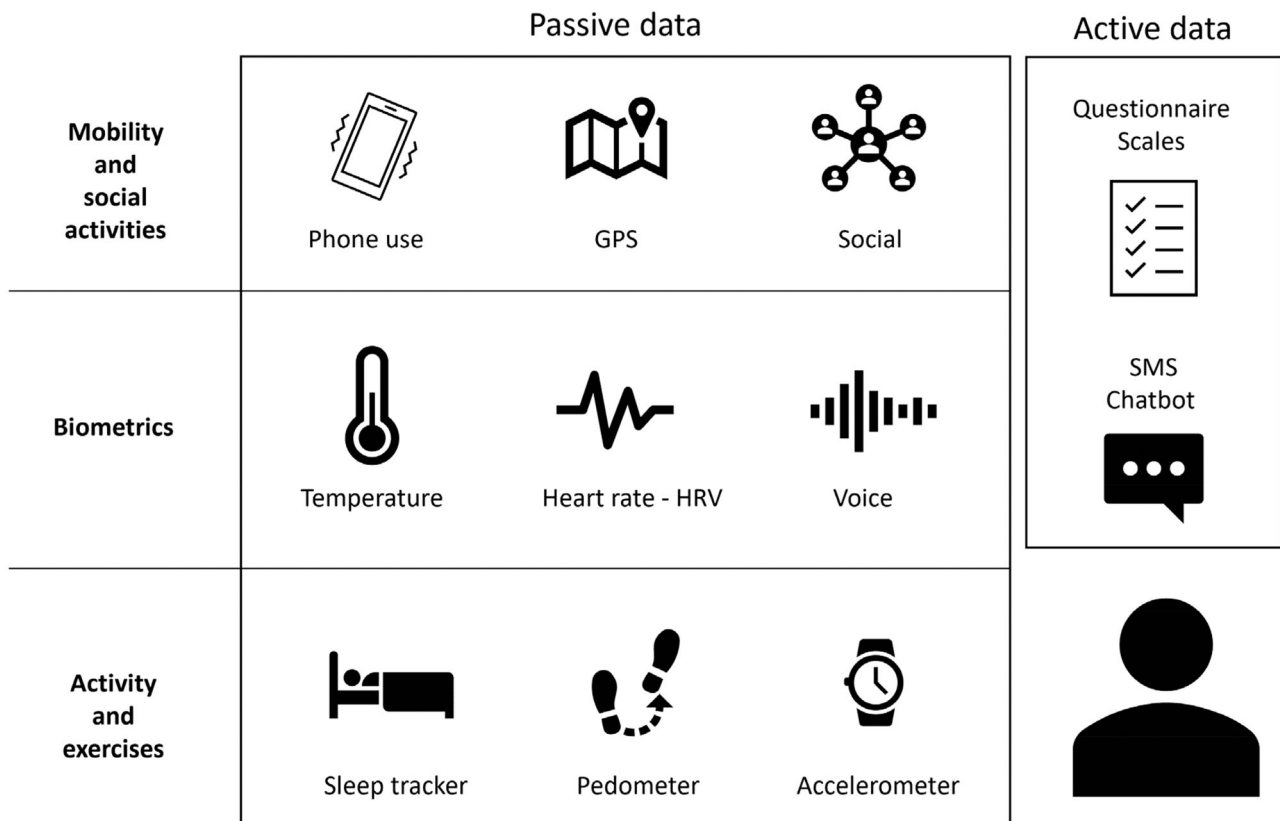 Passive data
Active data
Mobility
and
social
activities
Phone use
GPS
Social
Questionnaire
Scales
SMS
Chatbot
Biometrics
Temperature
Heart rate - HRV
Voice
Activity
and
exercises
Sleep tracker
Pedometer
Accelerometer